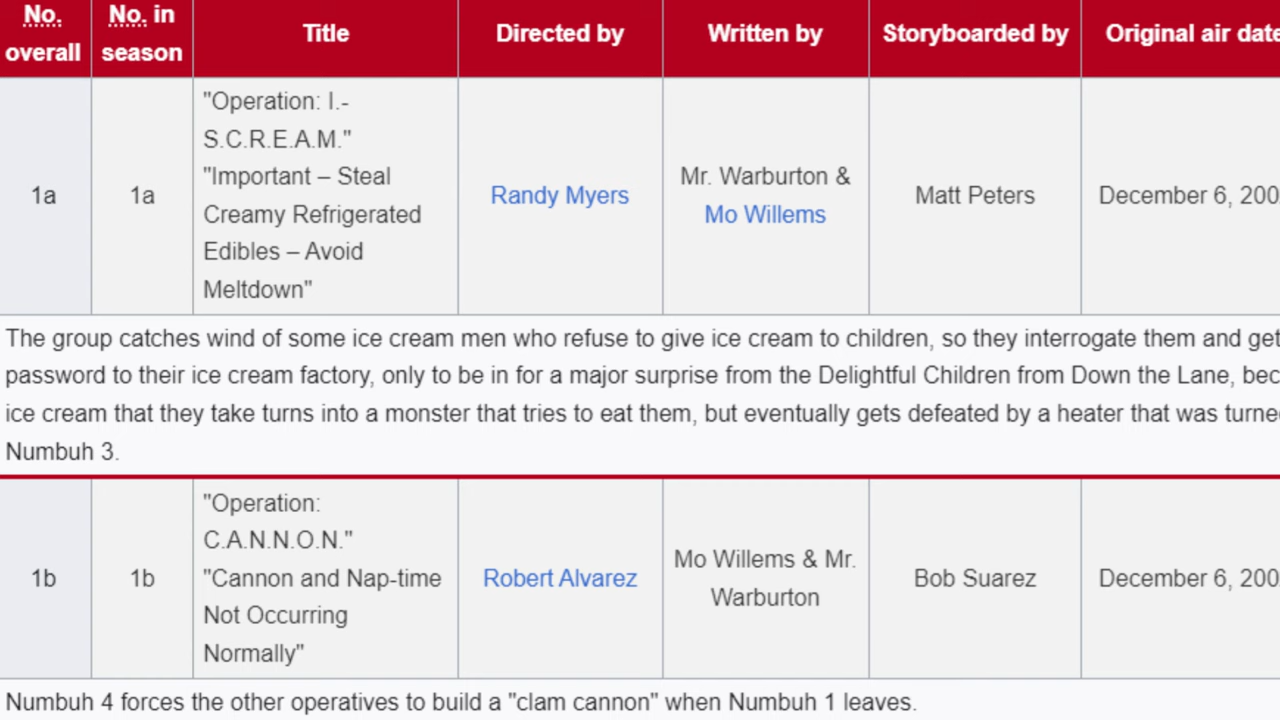 No. overall
No. in season
Title
Directed by
Written by
Storyboarded by
Original air date
1a
1a
"Operation: I.-
S.C.R.E.A.M."
"Important – Steal
Creamy Refrigerated
Edibles – Avoid
Meltdown"
Randy Myers
Mr. Warburton &
Mo Willems
Matt Peters
December 6, 200
The group catches wind of some ice cream men who refuse to give ice cream to children, so they interrogate them and get
password to their ice cream factory, only to be in for a major surprise from the Delightful Children from Down the Lane, bec
ice cream that they take turns into a monster that tries to eat them, but eventually gets defeated by a heater that was turne
Numbuh 3.
1b
1b
"Operation:
C.A.N.N.O.N."
"Cannon and Nap-time
Not Occurring
Normally"
Robert Alvarez
Mo Willems & Mr.
Warburton
Bob Suarez
December 6, 200
Numbuh 4 forces the other operatives to build a "clam cannon" when Numbuh 1 leaves.